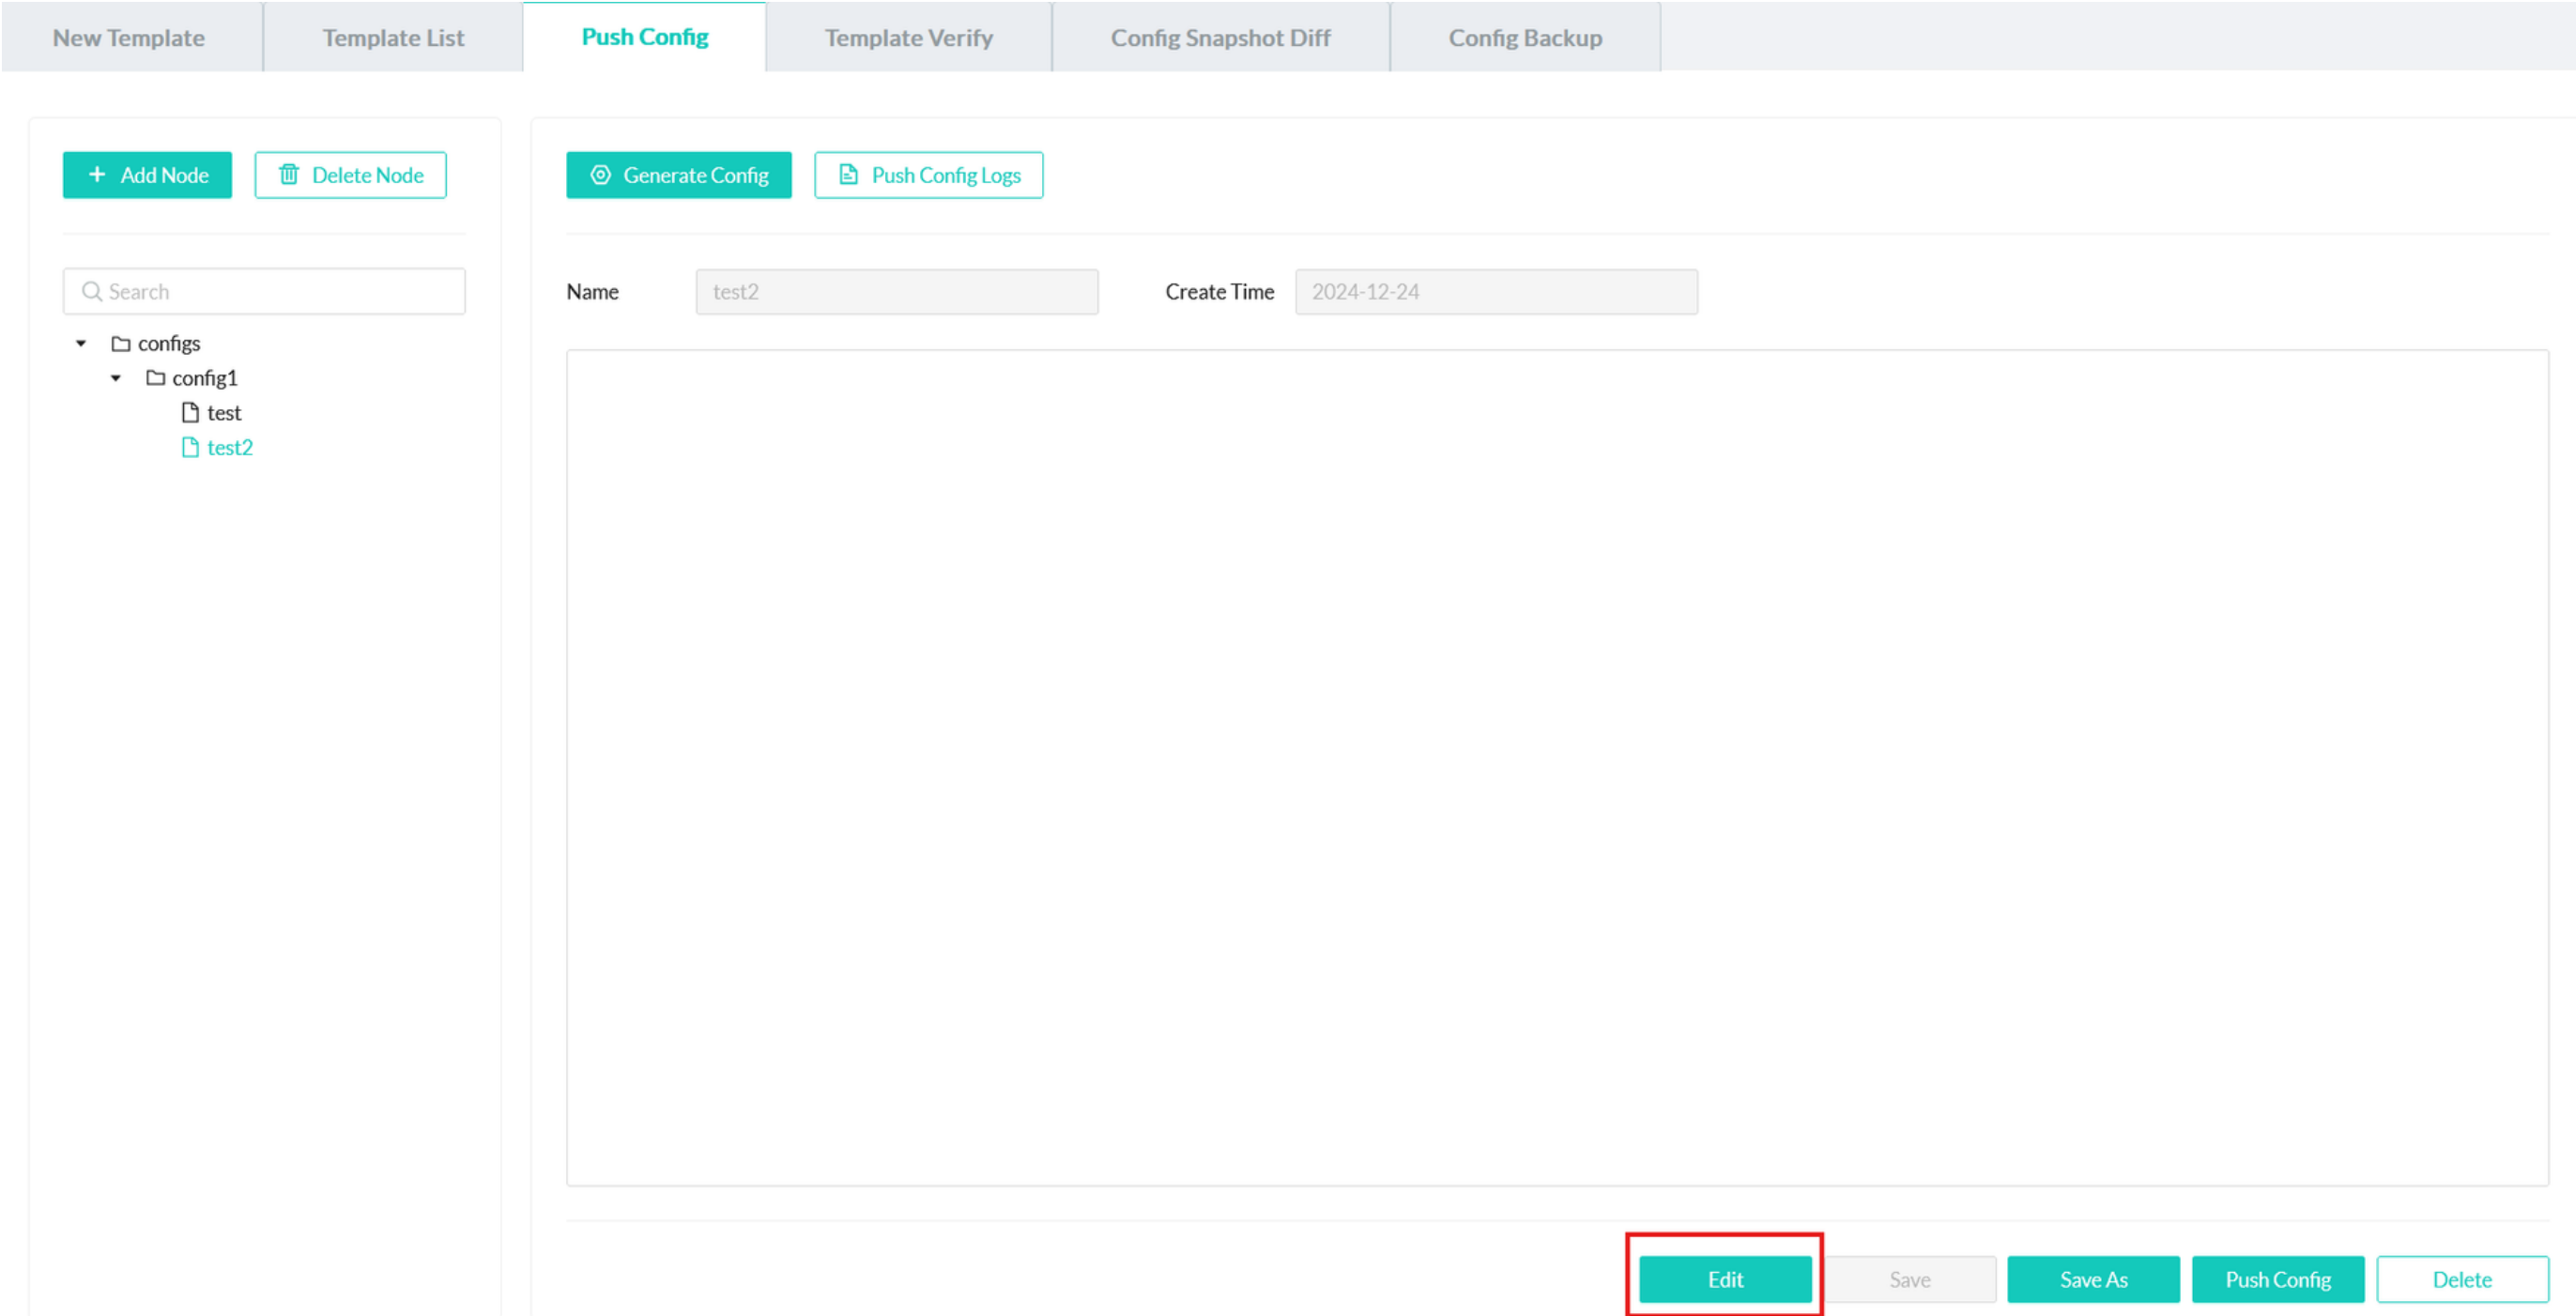 New Template
Template List
Push Config
Template Verify
Config Snapshot Diff
Config Backup
+ Add Node
Delete Node
Generate Config
Push Config Logs
Search
Name
test2
Create Time
2024-12-24
configs
config1
test
test2
Edit
Save
Save As
Push Config
Delete